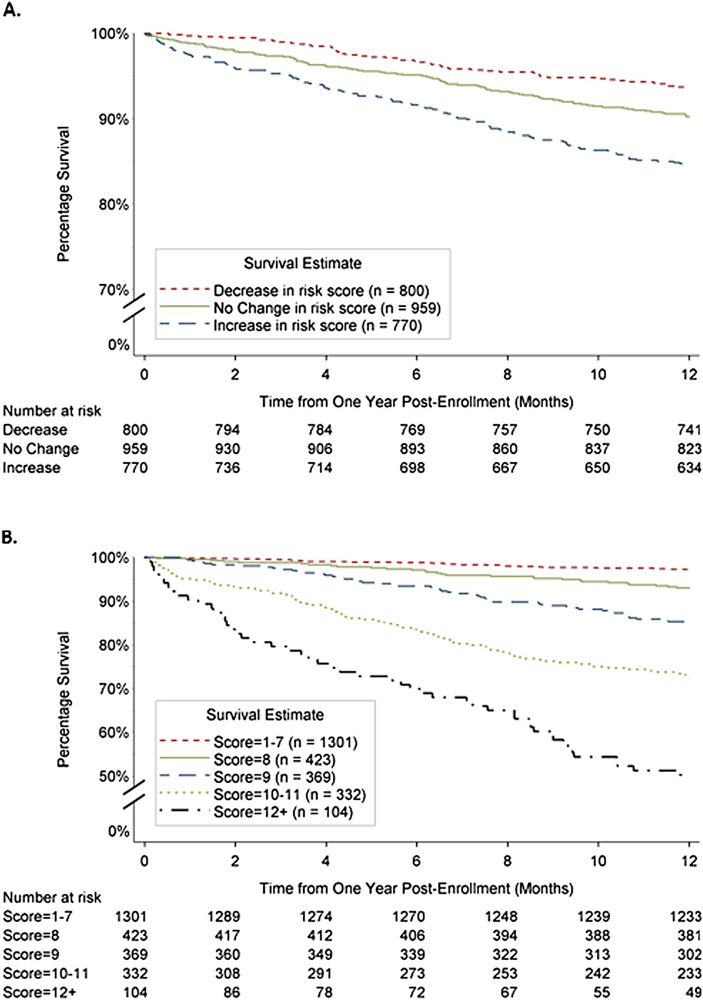 A.
100%
90%
80%
70%
0%
Percentage Survival
Survival Estimate
Decrease in risk score (n = 800)
No Change in risk score (n = 959)
Increase in risk score (n = 770)
0 2 4 6 8 10 12
Time from One Year Post-Enrollment (Months)
Number at risk
Decrease 800 794 784 769 757 750 741
No Change 959 930 906 893 860 837 823
Increase 770 736 714 698 667 650 634
B.
100%
90%
80%
70%
60%
50%
0%
Percentage Survival
Survival Estimate
Score=1-7 (n = 1301)
Score=8 (n = 423)
Score=9 (n = 369)
Score=10-11 (n = 332)
Score=12+ (n = 104)
0 2 4 6 8 10 12
Time from One Year Post-Enrollment (Months)
Number at risk
Score=1-7 1301 1289 1274 1270 1248 1239 1233
Score=8 423 417 412 406 394 388 381
Score=9 369 360 349 339 322 313 302
Score=10-11 332 308 291 273 253 242 233
Score=12+ 104 86 78 72 67 55 49